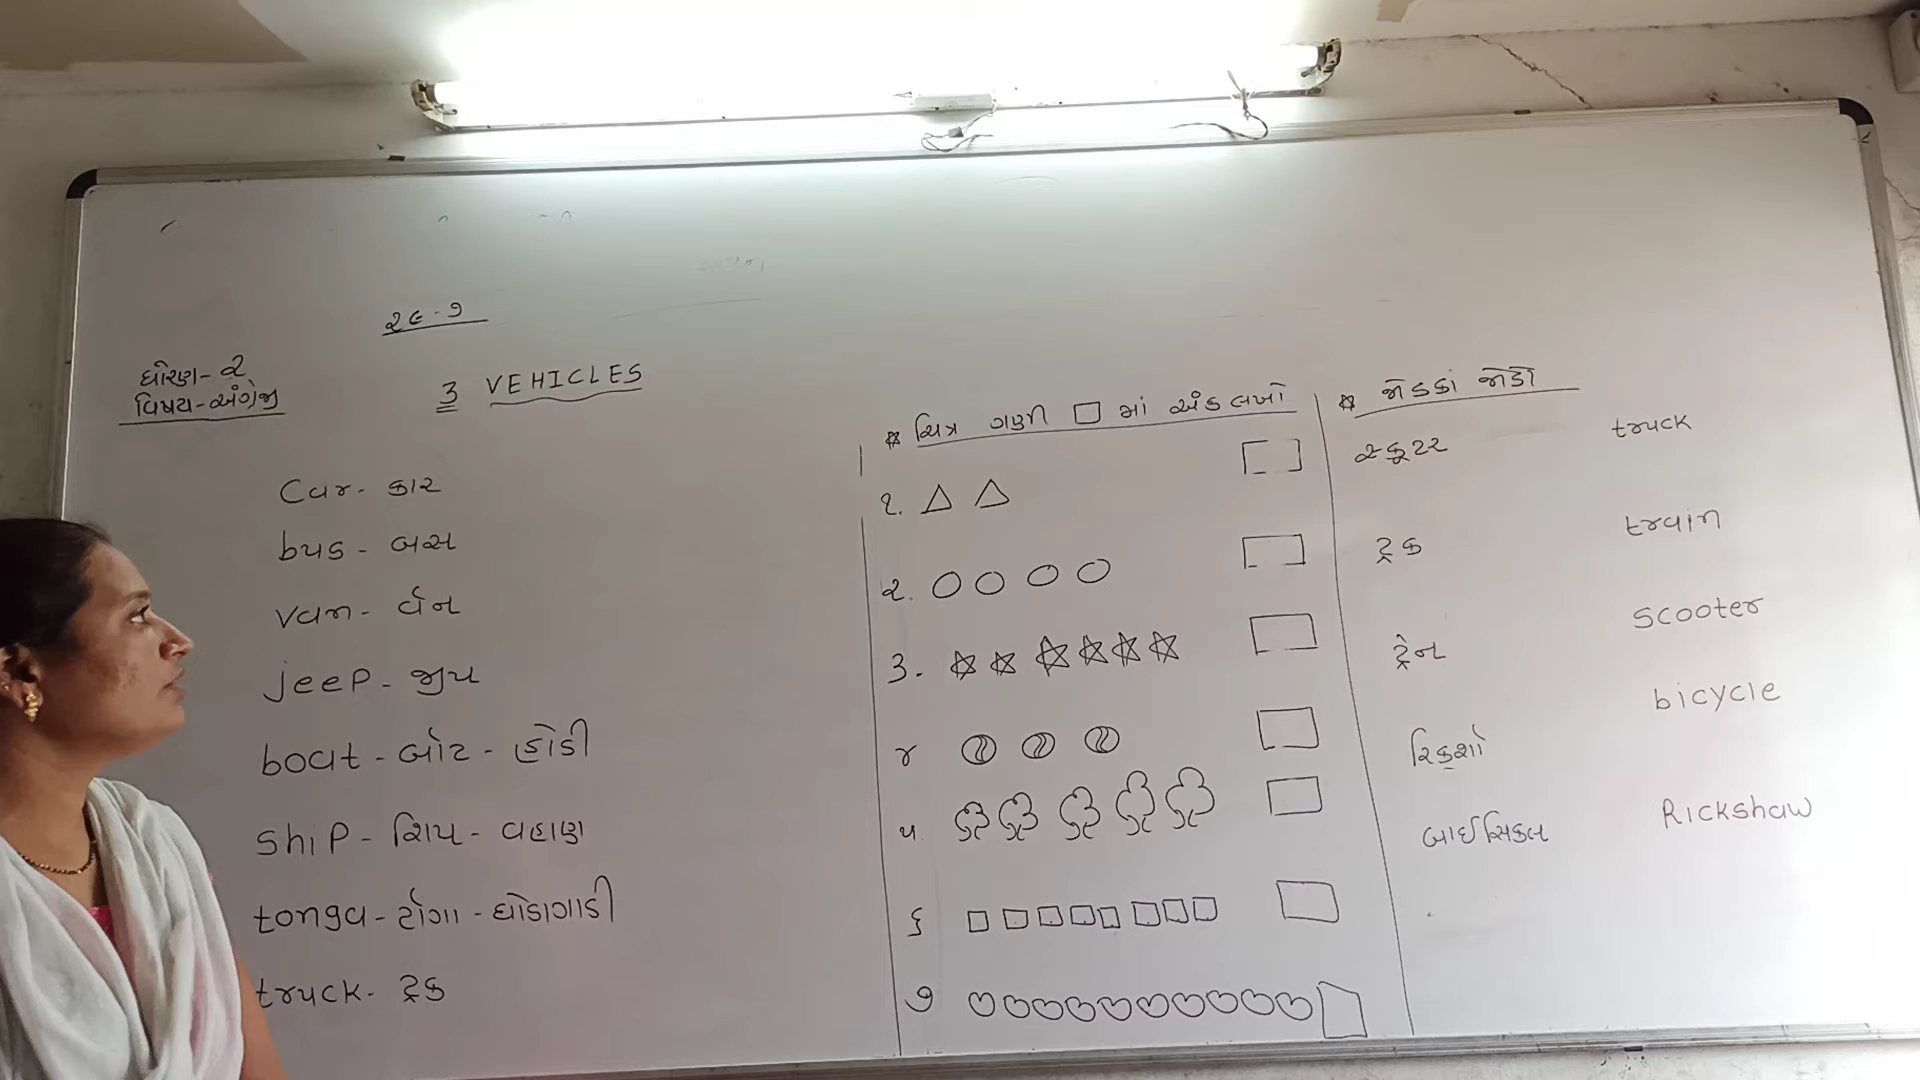 ૨૯-૭
ધોરણ-૨
વિષય-અંગ્રેજી
3 VEHICLES
Car - કાર
bus - બસ
van - વેન
jeep - જીપ
boat - બોટ - હોડી
ship - શિપ - વહાણ
tonga - ટાંગા - ઘોડાગાડી
truck - ટ્રક
* ચિત્ર ગણી □ માં અંક લખો
૧. △ △
૨. ○ ○ ○ ○
૩. ☆ ☆ ☆ ☆ ☆ ☆
૪
૫.
૬ □ □ □ □ □ □ □ □
૭ ♡ ♡ ♡ ♡ ♡ ♡ ♡ ♡ ♡ ♡
* જોડકાં જોડો
સ્કૂટર truck
ટ્રક train
ટ્રેન scooter
રિક્શો bicycle
બાઈસિકલ Rickshaw